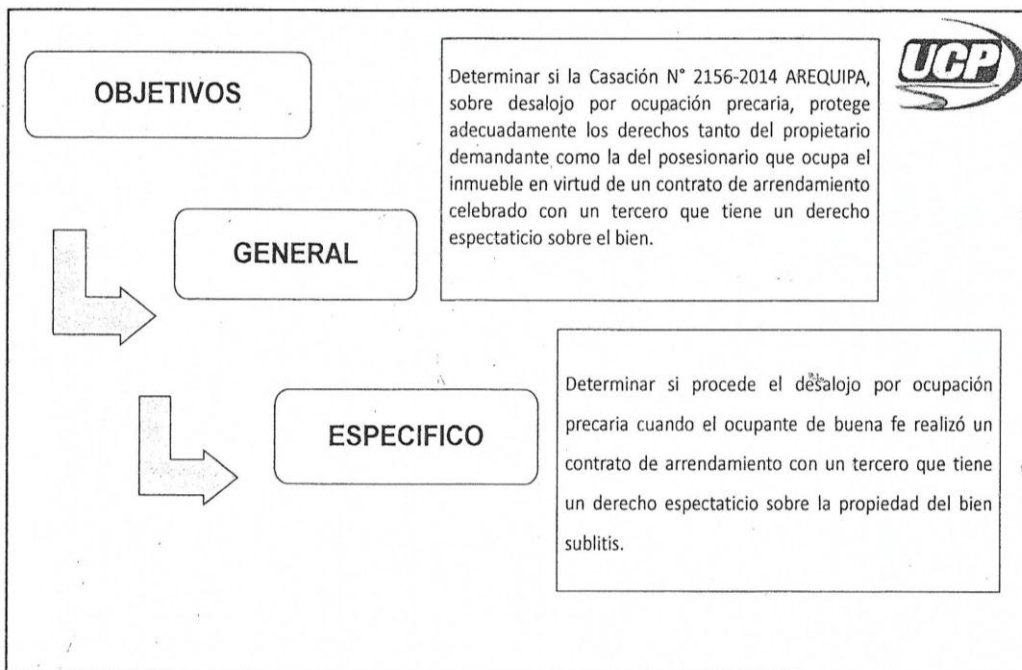 OBJETIVOS
UCP
Determinar si la Casación N° 2156-2014 AREQUIPA,
sobre desalojo por ocupación precaria, protege
adecuadamente los derechos tanto del propietario
demandante como la del posesionario que ocupa el
inmueble en virtud de un contrato de arrendamiento
celebrado con un tercero que tiene un derecho
espectaticio sobre el bien.
GENERAL
ESPECIFICO
Determinar si procede el desalojo por ocupación
precaria cuando el ocupante de buena fe realizó un
contrato de arrendamiento con un tercero que tiene
un derecho espectaticio sobre la propiedad del bien
sublitis.